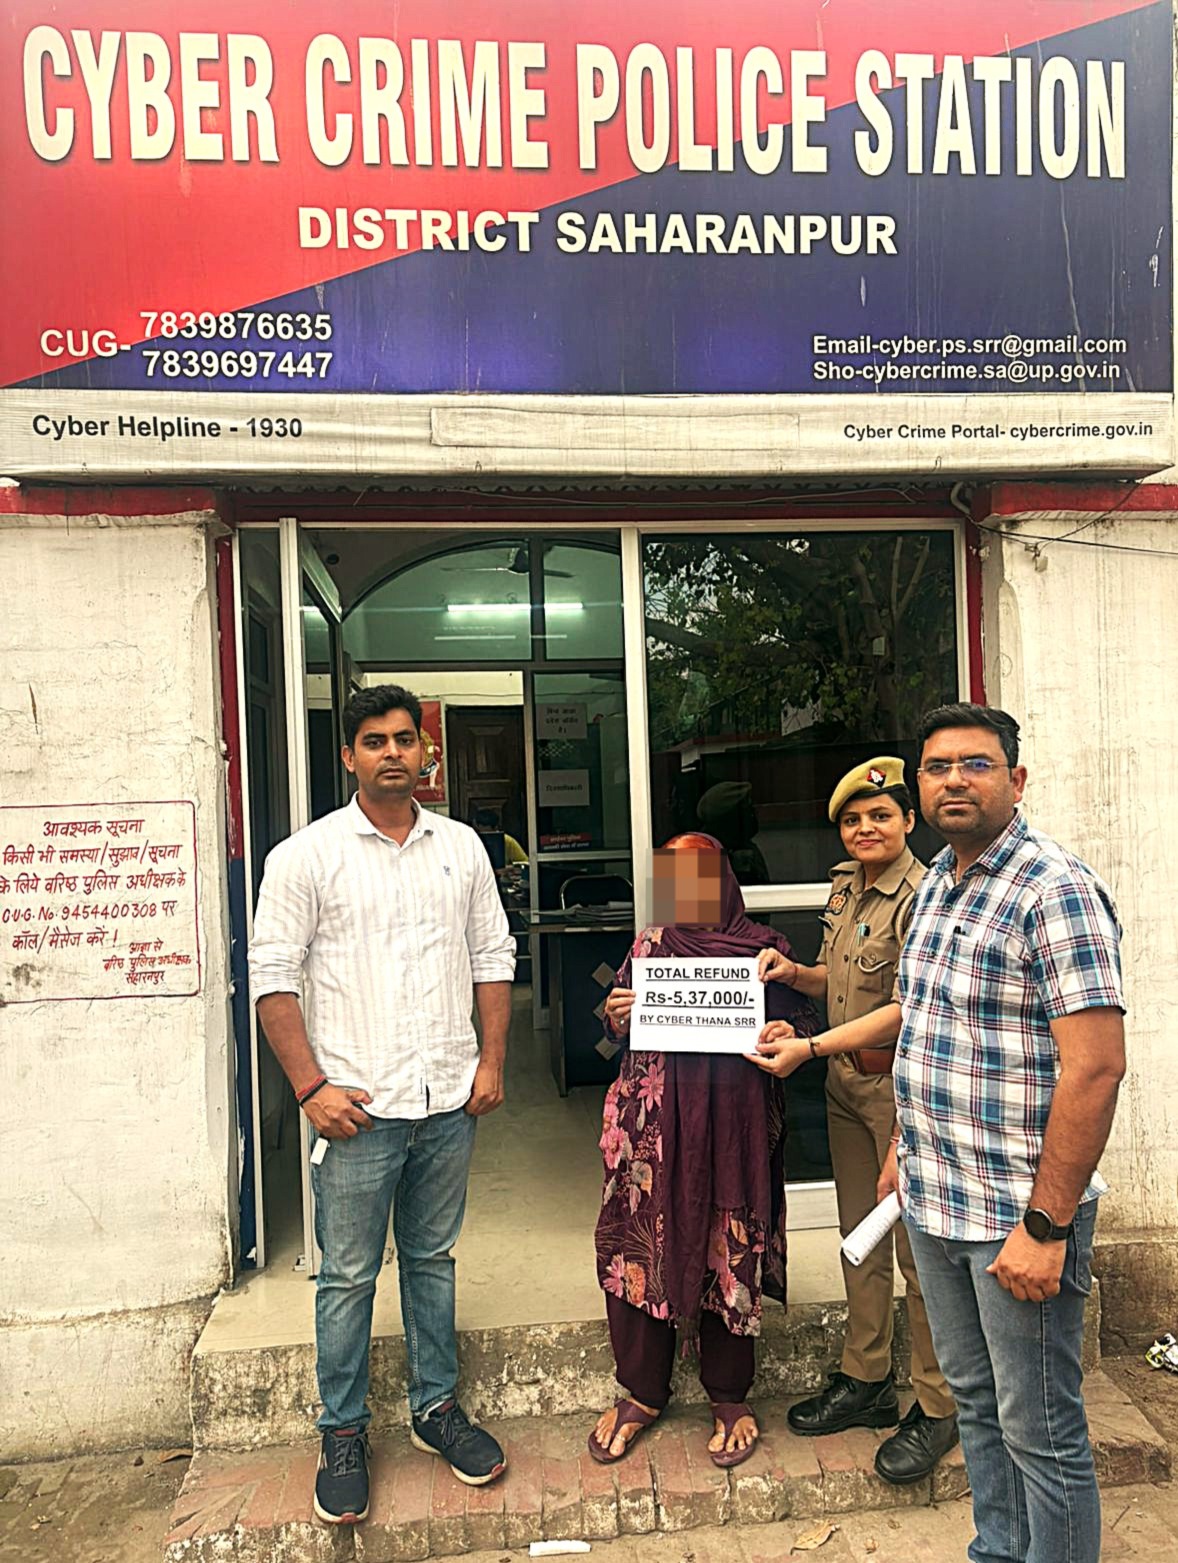 CYBER CRIME POLICE STATION
DISTRICT SAHARANPUR
CUG- 7839876635
7839697447
Email-cyber.ps.srr@gmail.com
Sho-cybercrime.sa@up.gov.in
Cyber Helpline - 1930
Cyber Crime Portal- cybercrime.gov.in
बिना आज्ञा
प्रवेश वर्जित
है।
आवश्यक सूचना
किसी भी समस्या/सुझाव/सूचना
के लिये वरिष्ठ पुलिस अधीक्षक के
C.U.G. No. 9454400308 पर
कॉल/मैसेज करें!
आज्ञा से
वरिष्ठ पुलिस अधीक्षक
सहारनपुर
TOTAL REFUND
Rs-5,37,000/-
BY CYBER THANA SRR